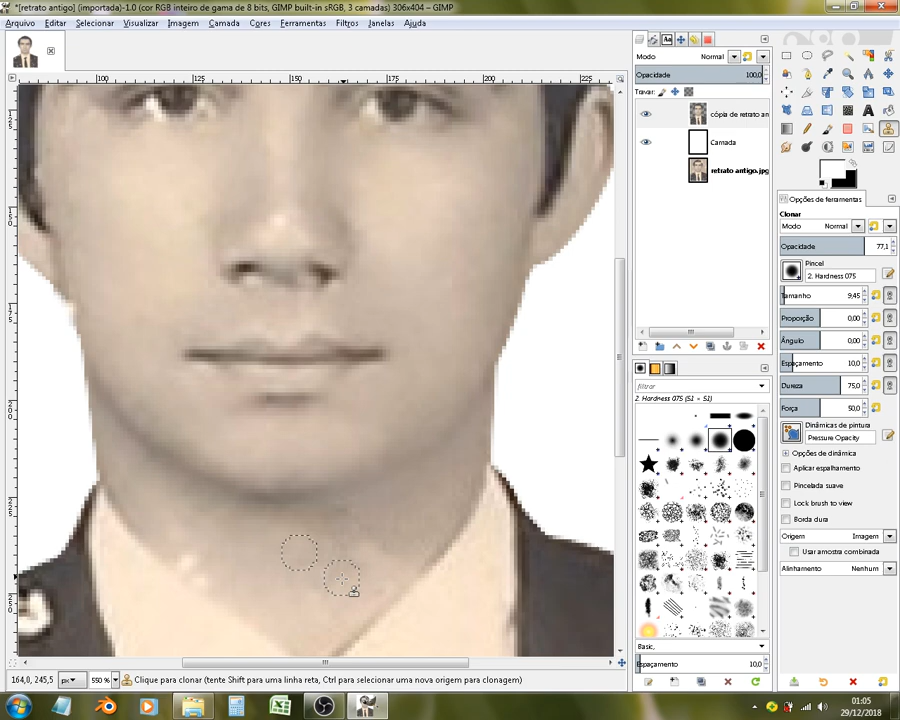 *[retrato antigo] (importada)-1.0 (cor RGB inteiro de gama de 8 bits, GIMP built-in sRGB, 3 camadas) 306x404 – GIMP
Arquivo Editar Selecionar Visualizar Imagem Camada Cores Ferramentas Filtros Janelas Ajuda
100 125 150 175 200 225
125
150
175
200
225
250
Modo Normal
Opacidade 100,0
Travar:
cópia de retrato an
Camada
retrato antigo.jpg
filtrar
2. Hardness 075 (51 × 51)
Basic,
Espaçamento 10,0
Opções de ferramentas
Clonar
Modo Normal
Opacidade 77,1
Pincel
2. Hardness 075
Tamanho 9,45
Proporção 0,00
Ângulo 0,00
Espaçamento 10,0
Dureza 75,0
Força 50,0
Dinâmicas de pintura
Pressure Opacity
Opções de dinâmica
Aplicar espalhamento
Pincelada suave
Lock brush to view
Borda dura
Origem Imagem
Usar amostra combinada
Alinhamento Nenhum
164,0, 245,5 px 550 % Clique para clonar (tente Shift para uma linha reta, Ctrl para selecionar uma nova origem para clonagem)
01:05
29/12/2018